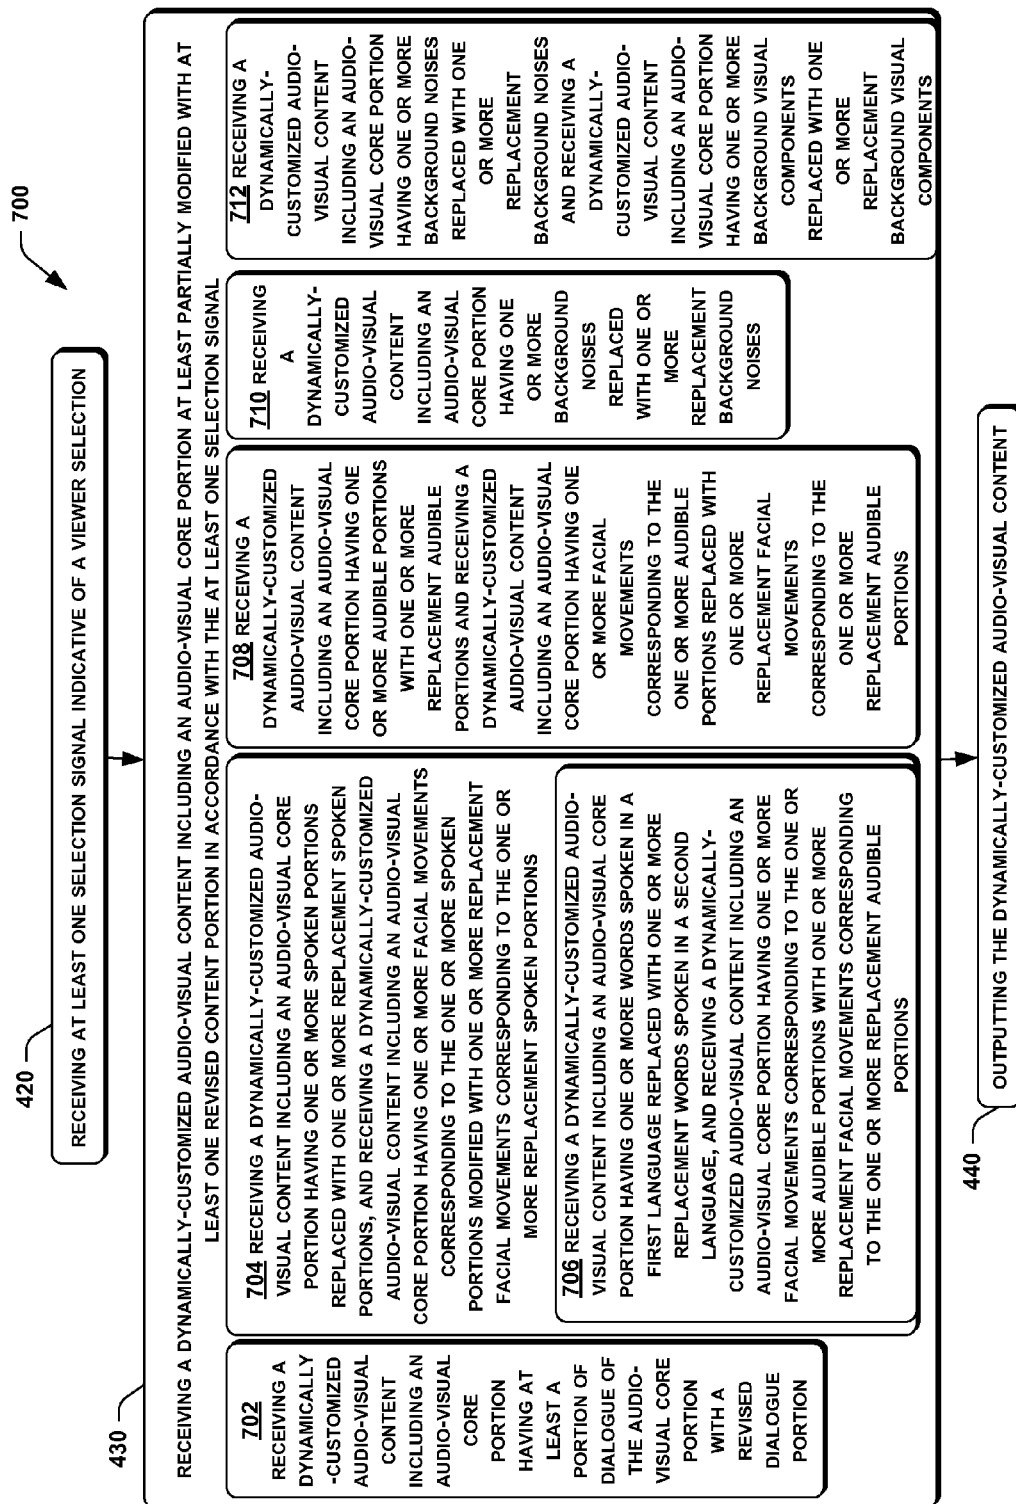 700
420
RECEIVING AT LEAST ONE SELECTION SIGNAL INDICATIVE OF A VIEWER SELECTION
430
RECEIVING A DYNAMICALLY-CUSTOMIZED AUDIO-VISUAL CONTENT INCLUDING AN AUDIO-VISUAL CORE PORTION AT LEAST PARTIALLY MODIFIED WITH AT
LEAST ONE REVISED CONTENT PORTION IN ACCORDANCE WITH THE AT LEAST ONE SELECTION SIGNAL
702
RECEIVING A
DYNAMICALLY
-CUSTOMIZED
AUDIO-VISUAL
CONTENT
INCLUDING AN
AUDIO-VISUAL
CORE
PORTION
HAVING AT
LEAST A
PORTION OF
DIALOGUE OF
THE AUDIO-
VISUAL CORE
PORTION
WITH A
REVISED
DIALOGUE
PORTION
704 RECEIVING A DYNAMICALLY-CUSTOMIZED AUDIO-
VISUAL CONTENT INCLUDING AN AUDIO-VISUAL CORE
PORTION HAVING ONE OR MORE SPOKEN PORTIONS
REPLACED WITH ONE OR MORE REPLACEMENT SPOKEN
PORTIONS, AND RECEIVING A DYNAMICALLY-CUSTOMIZED
AUDIO-VISUAL CONTENT INCLUDING AN AUDIO-VISUAL
CORE PORTION HAVING ONE OR MORE FACIAL MOVEMENTS
CORRESPONDING TO THE ONE OR MORE SPOKEN
PORTIONS MODIFIED WITH ONE OR MORE REPLACEMENT
FACIAL MOVEMENTS CORRESPONDING TO THE ONE OR
MORE REPLACEMENT SPOKEN PORTIONS
706 RECEIVING A DYNAMICALLY-CUSTOMIZED AUDIO-
VISUAL CONTENT INCLUDING AN AUDIO-VISUAL CORE
PORTION HAVING ONE OR MORE WORDS SPOKEN IN A
FIRST LANGUAGE REPLACED WITH ONE OR MORE
REPLACEMENT WORDS SPOKEN IN A SECOND
LANGUAGE, AND RECEIVING A DYNAMICALLY-
CUSTOMIZED AUDIO-VISUAL CONTENT INCLUDING AN
AUDIO-VISUAL CORE PORTION HAVING ONE OR MORE
FACIAL MOVEMENTS CORRESPONDING TO THE ONE OR
MORE AUDIBLE PORTIONS WITH ONE OR MORE
REPLACEMENT FACIAL MOVEMENTS CORRESPONDING
TO THE ONE OR MORE REPLACEMENT AUDIBLE
PORTIONS
708 RECEIVING A
DYNAMICALLY-CUSTOMIZED
AUDIO-VISUAL CONTENT
INCLUDING AN AUDIO-VISUAL
CORE PORTION HAVING ONE
OR MORE AUDIBLE PORTIONS
WITH ONE OR MORE
REPLACEMENT AUDIBLE
PORTIONS AND RECEIVING A
DYNAMICALLY-CUSTOMIZED
AUDIO-VISUAL CONTENT
INCLUDING AN AUDIO-VISUAL
CORE PORTION HAVING ONE
OR MORE FACIAL
MOVEMENTS
CORRESPONDING TO THE
ONE OR MORE AUDIBLE
PORTIONS REPLACED WITH
ONE OR MORE
REPLACEMENT FACIAL
MOVEMENTS
CORRESPONDING TO THE
ONE OR MORE
REPLACEMENT AUDIBLE
PORTIONS
710 RECEIVING
A
DYNAMICALLY-
CUSTOMIZED
AUDIO-VISUAL
CONTENT
INCLUDING AN
AUDIO-VISUAL
CORE PORTION
HAVING ONE
OR MORE
BACKGROUND
NOISES
REPLACED
WITH ONE OR
MORE
REPLACEMENT
BACKGROUND
NOISES
712 RECEIVING A
DYNAMICALLY-
CUSTOMIZED AUDIO-
VISUAL CONTENT
INCLUDING AN AUDIO-
VISUAL CORE PORTION
HAVING ONE OR MORE
BACKGROUND NOISES
REPLACED WITH ONE
OR MORE
REPLACEMENT
BACKGROUND NOISES
AND RECEIVING A
DYNAMICALLY-
CUSTOMIZED AUDIO-
VISUAL CONTENT
INCLUDING AN AUDIO-
VISUAL CORE PORTION
HAVING ONE OR MORE
BACKGROUND VISUAL
COMPONENTS
REPLACED WITH ONE
OR MORE
REPLACEMENT
BACKGROUND VISUAL
COMPONENTS
440
OUTPUTTING THE DYNAMICALLY-CUSTOMIZED AUDIO-VISUAL CONTENT